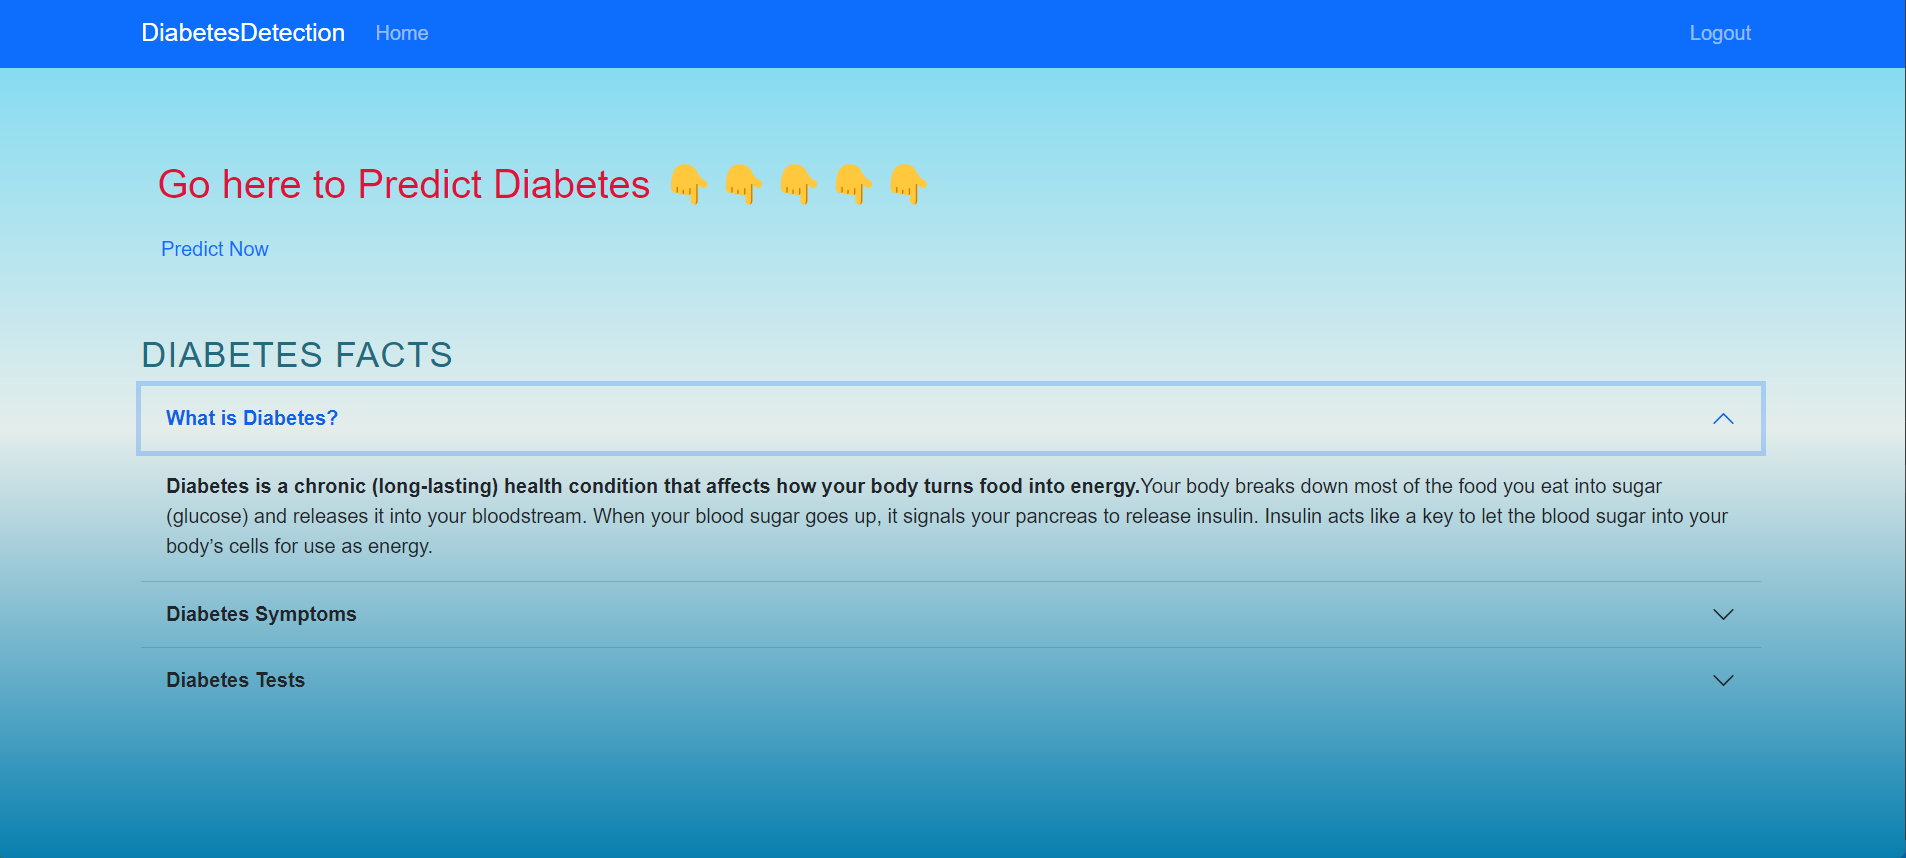 DiabetesDetection Home Logout
Go here to Predict Diabetes 👇👇👇👇👇
Predict Now
DIABETES FACTS
What is Diabetes?
Diabetes is a chronic (long-lasting) health condition that affects how your body turns food into energy.Your body breaks down most of the food you eat into sugar
(glucose) and releases it into your bloodstream. When your blood sugar goes up, it signals your pancreas to release insulin. Insulin acts like a key to let the blood sugar into your
body’s cells for use as energy.
Diabetes Symptoms
Diabetes Tests